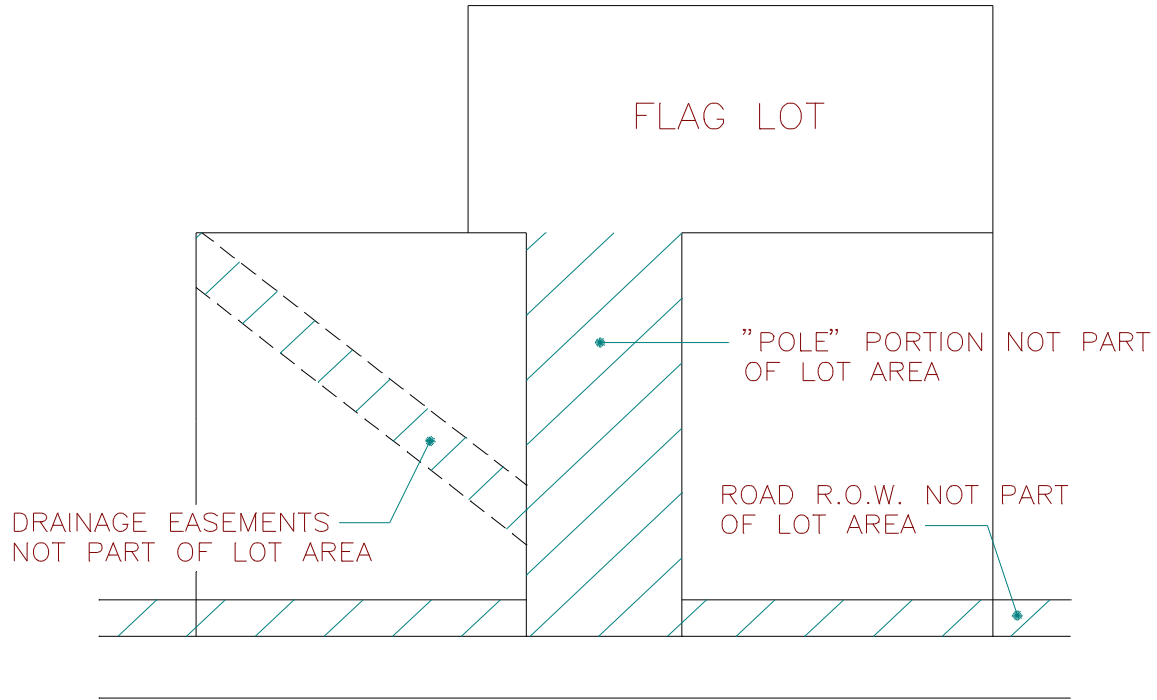 FLAG LOT
"POLE" PORTION NOT PART
OF LOT AREA
ROAD R.O.W. NOT PART
OF LOT AREA
DRAINAGE EASEMENTS
NOT PART OF LOT AREA